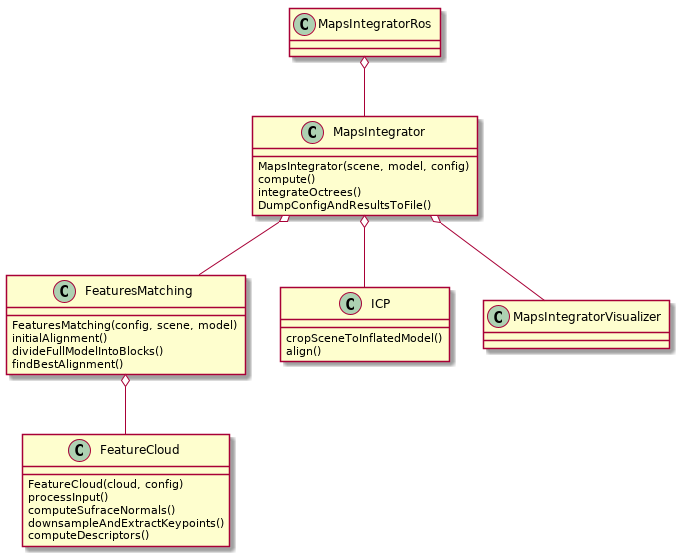 C MapsIntegratorRos
C MapsIntegrator
MapsIntegrator(scene, model, config)
compute()
integrateOctrees()
DumpConfigAndResultsToFile()
C FeaturesMatching
FeaturesMatching(config, scene, model)
initialAlignment()
divideFullModelIntoBlocks()
findBestAlignment()
C ICP
cropSceneToInflatedModel()
align()
C MapsIntegratorVisualizer
C FeatureCloud
FeatureCloud(cloud, config)
processInput()
computeSufraceNormals()
downsampleAndExtractKeypoints()
computeDescriptors()